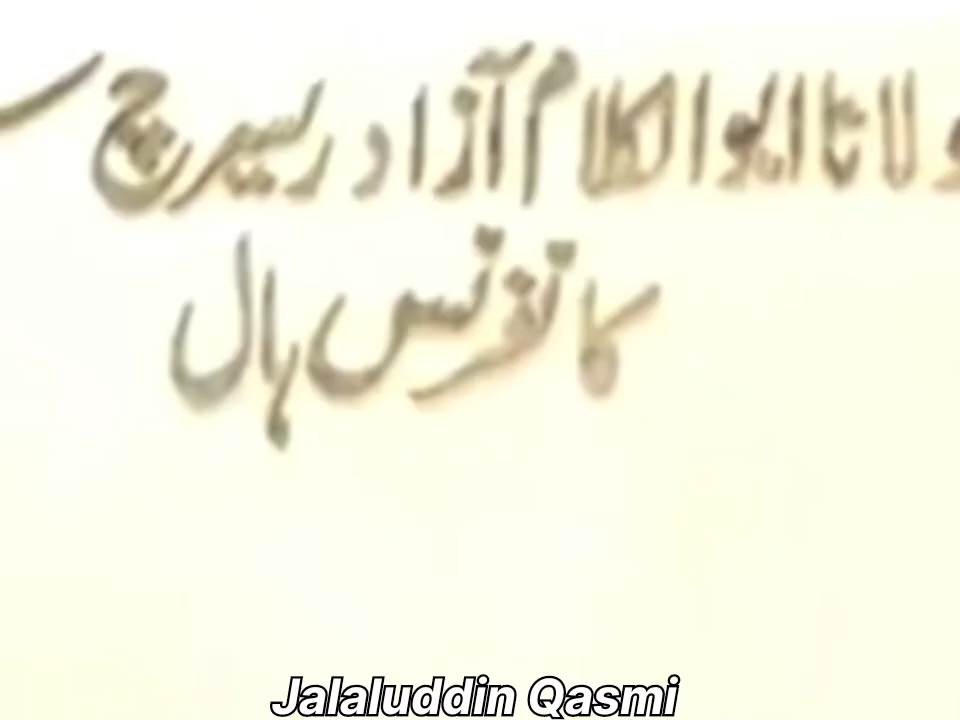 ابوالکلام آزاد ریسرچ
کانفرنس ہال
Jalaluddin Qasmi